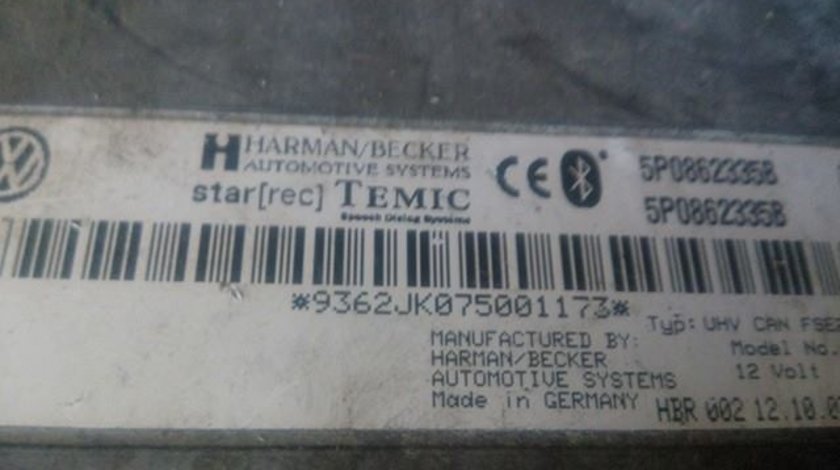 HARMAN/BECKER
AUTOMOTIVE SYSTEMS
star[rec] TEMIC
Speech Dialog Systems
CE
5P0862335B
5P0862335B
*9362JK075001173*
Typ: UHV CAN
MANUFACTURED BY:
Model No.
HARMAN/BECKER
12 Volt
AUTOMOTIVE SYSTEMS
Made in GERMANY
HBR 002 12.10.